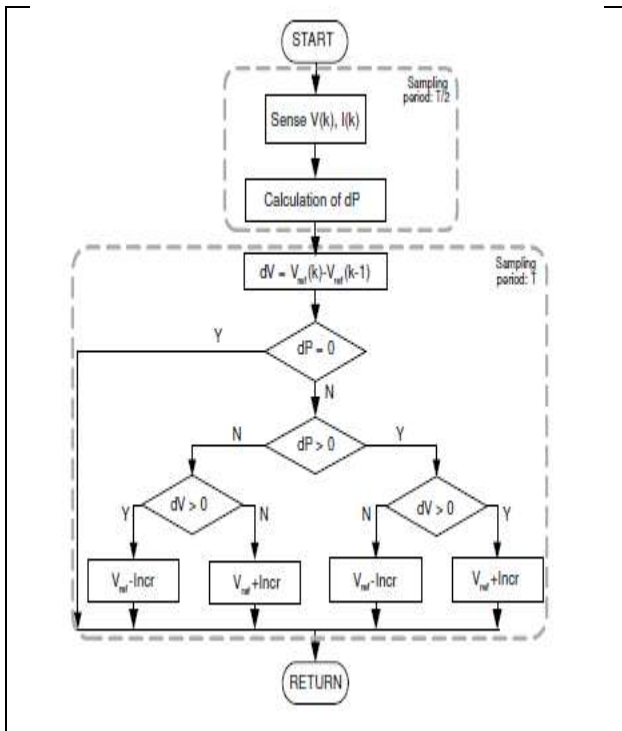 START
Sampling
period: T/2
Sense V(k), I(k)
Calculation of dP
Sampling
period: T
dV = Vref(k)-Vref(k-1)
Y
dP = 0
N
N
dP > 0
Y
Y
dV > 0
N
N
dV > 0
Y
Vref-Incr
Vref+Incr
Vref-Incr
Vref+Incr
RETURN